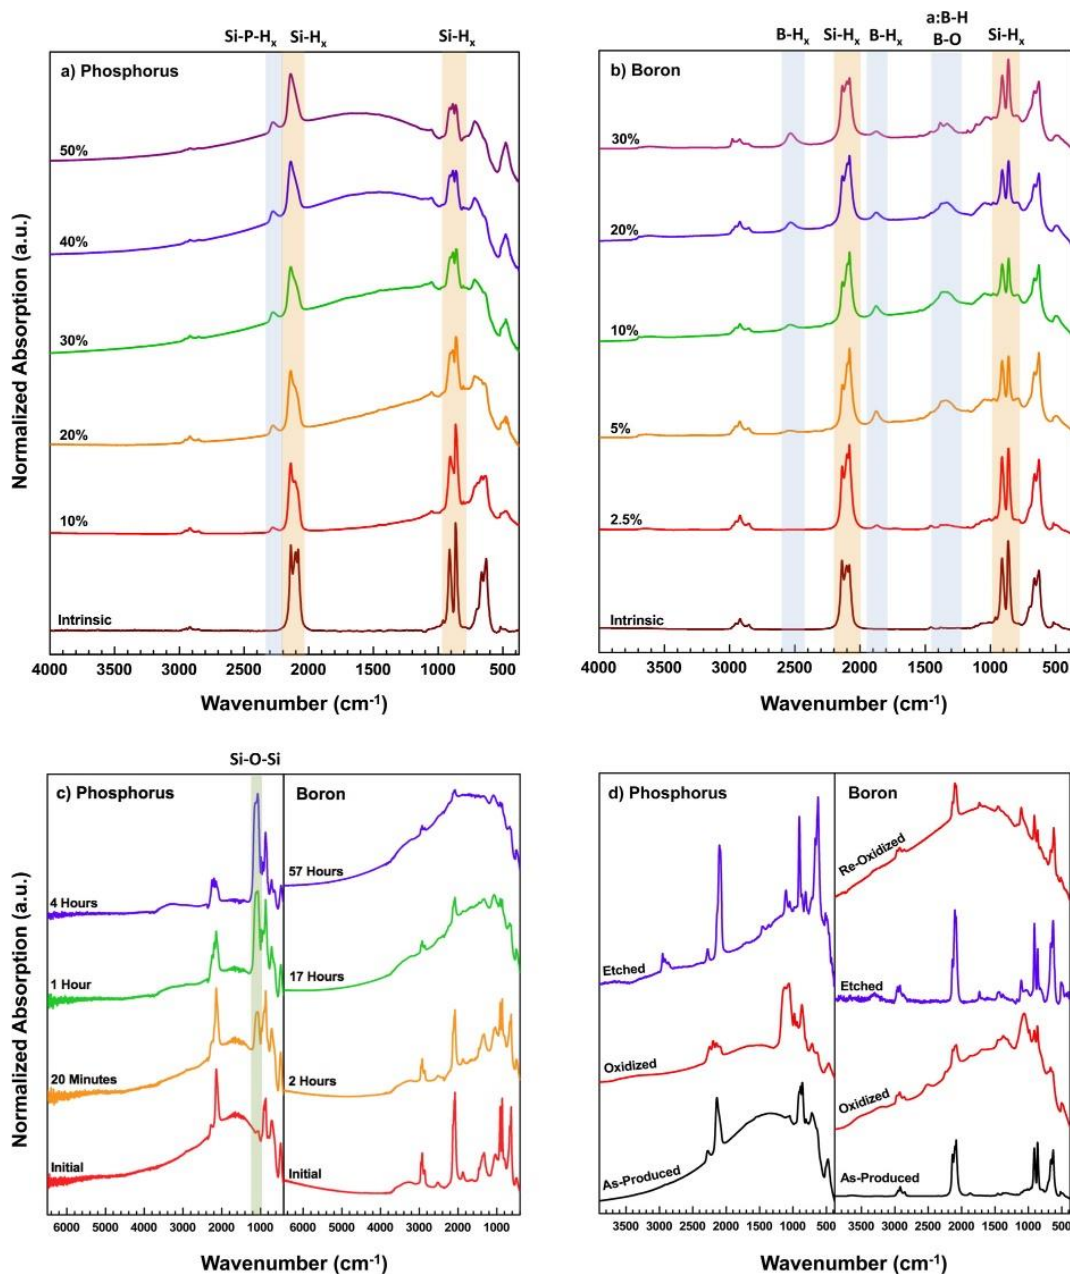 Si-P-Hx Si-Hx Si-Hx
a) Phosphorus
50%
40%
30%
20%
10%
Intrinsic
4000 3500 3000 2500 2000 1500 1000 500
Wavenumber (cm-1)
Normalized Absorption (a.u.)
a:B-H
B-Hx Si-Hx B-Hx B-O Si-Hx
b) Boron
30%
20%
10%
5%
2.5%
Intrinsic
4000 3500 3000 2500 2000 1500 1000 500
Wavenumber (cm-1)
Si-O-Si
c) Phosphorus Boron
4 Hours
1 Hour
20 Minutes
Initial
57 Hours
17 Hours
2 Hours
Initial
6000 5000 4000 3000 2000 1000 6000 5000 4000 3000 2000 1000
Wavenumber (cm-1)
Normalized Absorption (a.u.)
d) Phosphorus Boron
Etched
Oxidized
As-Produced
Re-Oxidized
Etched
Oxidized
As-Produced
3500 3000 2500 2000 1500 1000 500 4000 3500 3000 2500 2000 1500 1000 500
Wavenumber (cm-1)